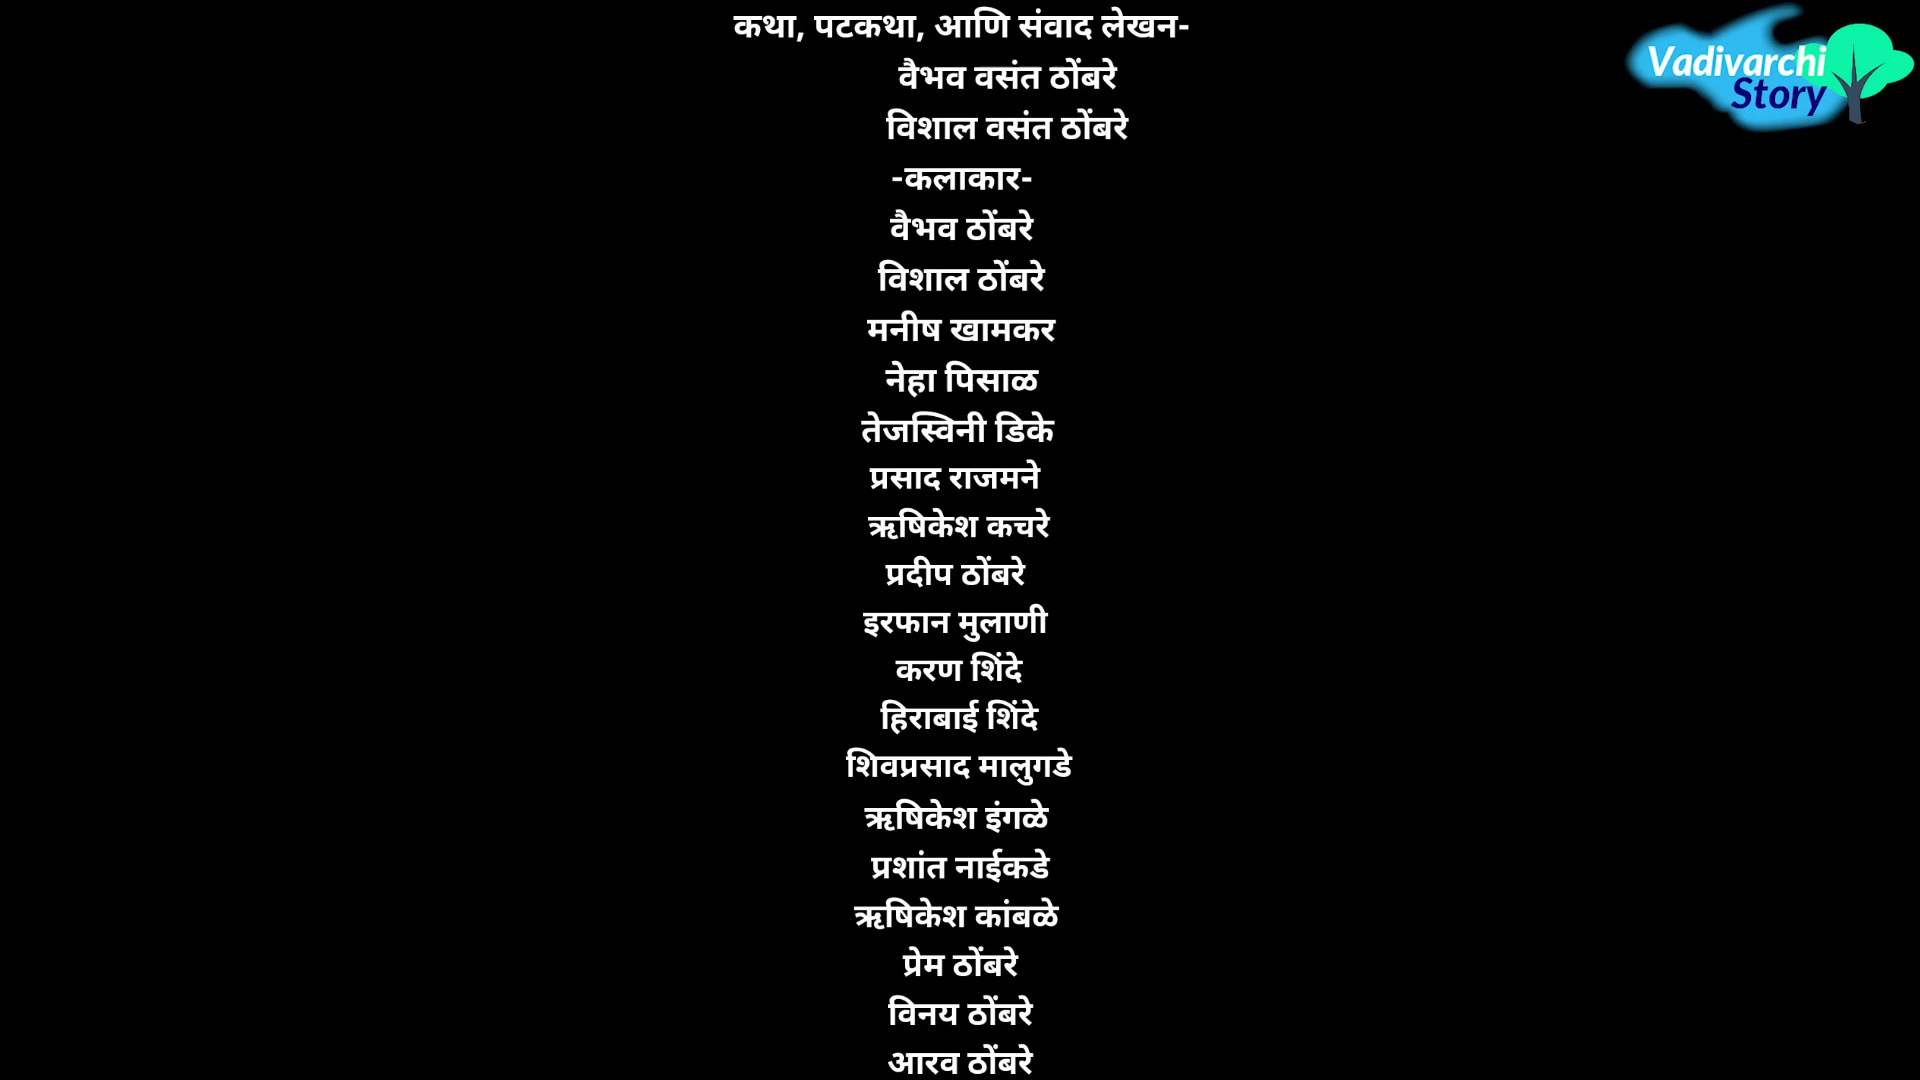 कथा, पटकथा, आणि संवाद लेखन-
वैभव वसंत ठोंबरे
विशाल वसंत ठोंबरे
-कलाकार-
वैभव ठोंबरे
विशाल ठोंबरे
मनीष खामकर
नेहा पिसाळ
तेजस्विनी डिके
प्रसाद राजमने
ऋषिकेश कचरे
प्रदीप ठोंबरे
इरफान मुलाणी
करण शिंदे
हिराबाई शिंदे
शिवप्रसाद मालुगडे
ऋषिकेश इंगळे
प्रशांत नाईकडे
ऋषिकेश कांबळे
प्रेम ठोंबरे
विनय ठोंबरे
आरव ठोंबरे
Vadivarchi
Story